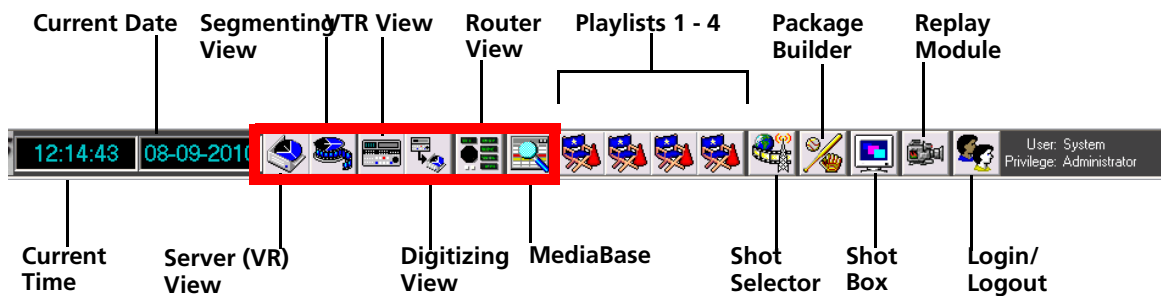 Current Date
Segmenting
View
VTR View
Router
View
Playlists 1 - 4
Package
Builder
Replay
Module
12:14:43
08-09-2010
User: System
Privilege: Administrator
Current
Time
Server (VR)
View
Digitizing
View
MediaBase
Shot
Selector
Shot
Box
Login/
Logout